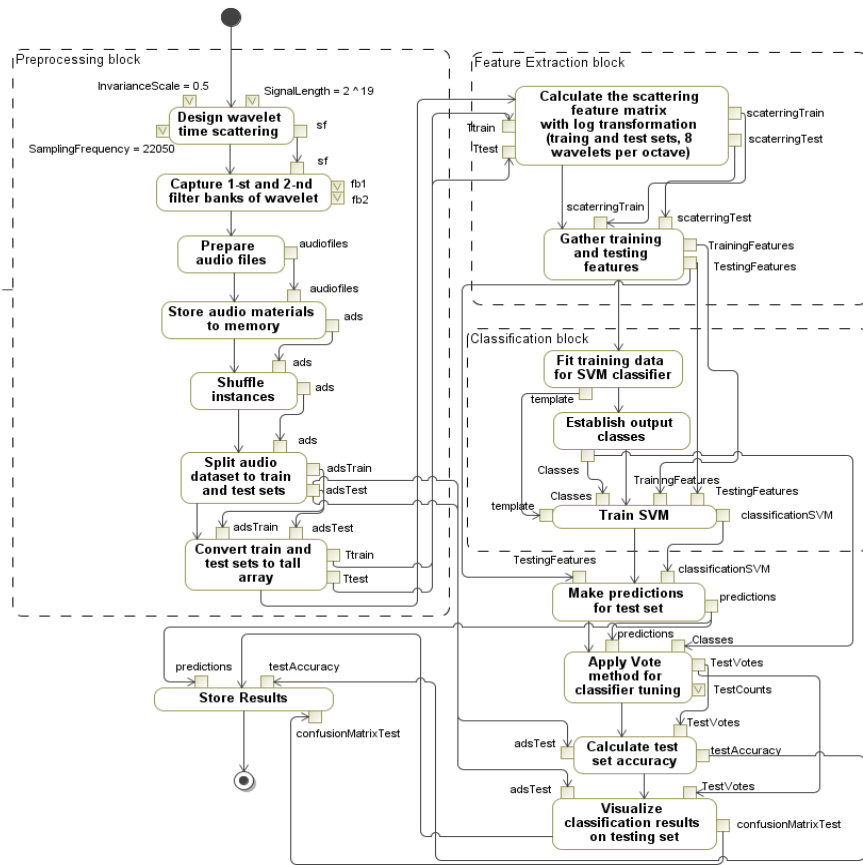 Preprocessing block
InvarianceScale = 0.5
SignalLength = 2 ^19
Design wavelet
time scattering
sf
SamplingFrequency = 22050
sf
Capture 1-st and 2-nd
filter banks of wavelet
fb1
fb2
Prepare
audio files
audiofiles
audiofiles
Store audio materials
to memory
ads
ads
Shuffle
instances
ads
ads
Split audio
dataset to train
and test sets
adsTrain
adsTest
adsTrain
adsTest
Convert train and
test sets to tall
array
Ttrain
Ttest
Feature Extraction block
Calculate the scattering
feature matrix
with log transformation
(traing and test sets, 8
wavelets per octave)
Ttrain
Ttest
scaterringTrain
scaterringTest
scaterringTrain
scaterringTest
Gather training
and testing
features
TrainingFeatures
TestingFeatures
Classification block
Fit training data
for SVM classifier
template
Establish output
classes
Classes
Classes
TrainingFeatures
TestingFeatures
template
Train SVM
classificationSVM
TestingFeatures
classificationSVM
Make predictions
for test set
predictions
predictions
Classes
Apply Vote
method for
classifier tuning
TestVotes
TestCounts
predictions
testAccuracy
Store Results
confusionMatrixTest
TestVotes
adsTest
Calculate test
set accuracy
testAccuracy
adsTest
TestVotes
Visualize
classification results
on testing set
confusionMatrixTest